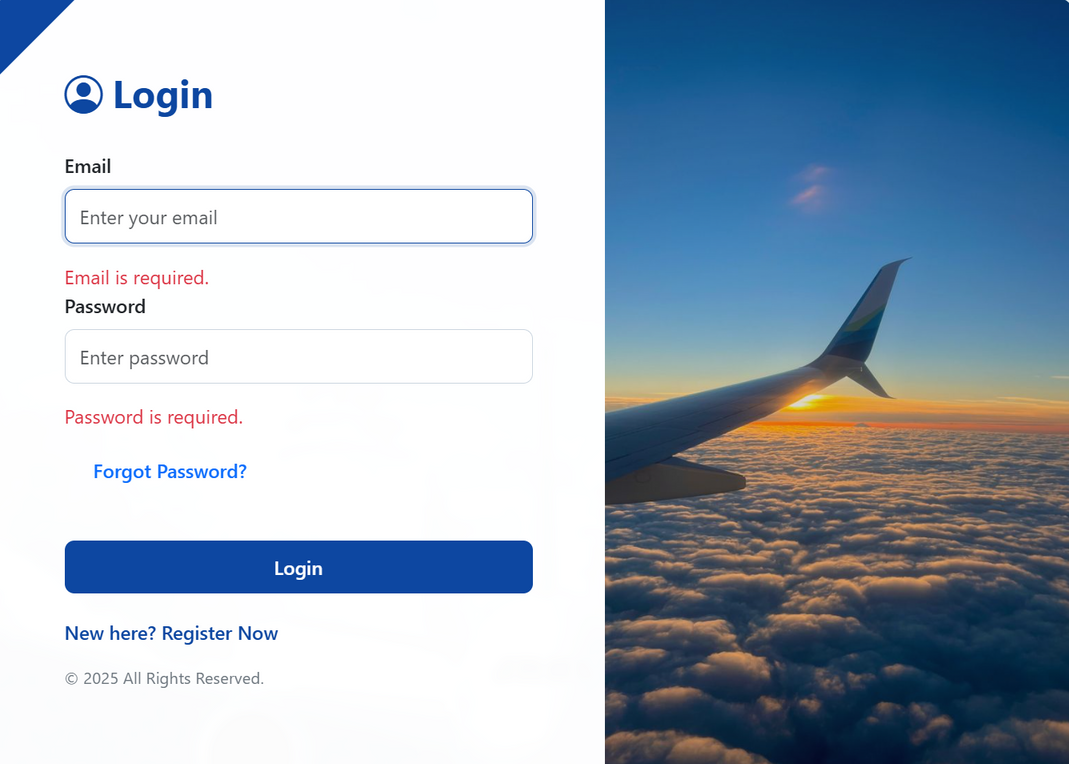 Login
Email
Enter your email
Email is required.
Password
Enter password
Password is required.
Forgot Password?
Login
New here? Register Now
© 2025 All Rights Reserved.